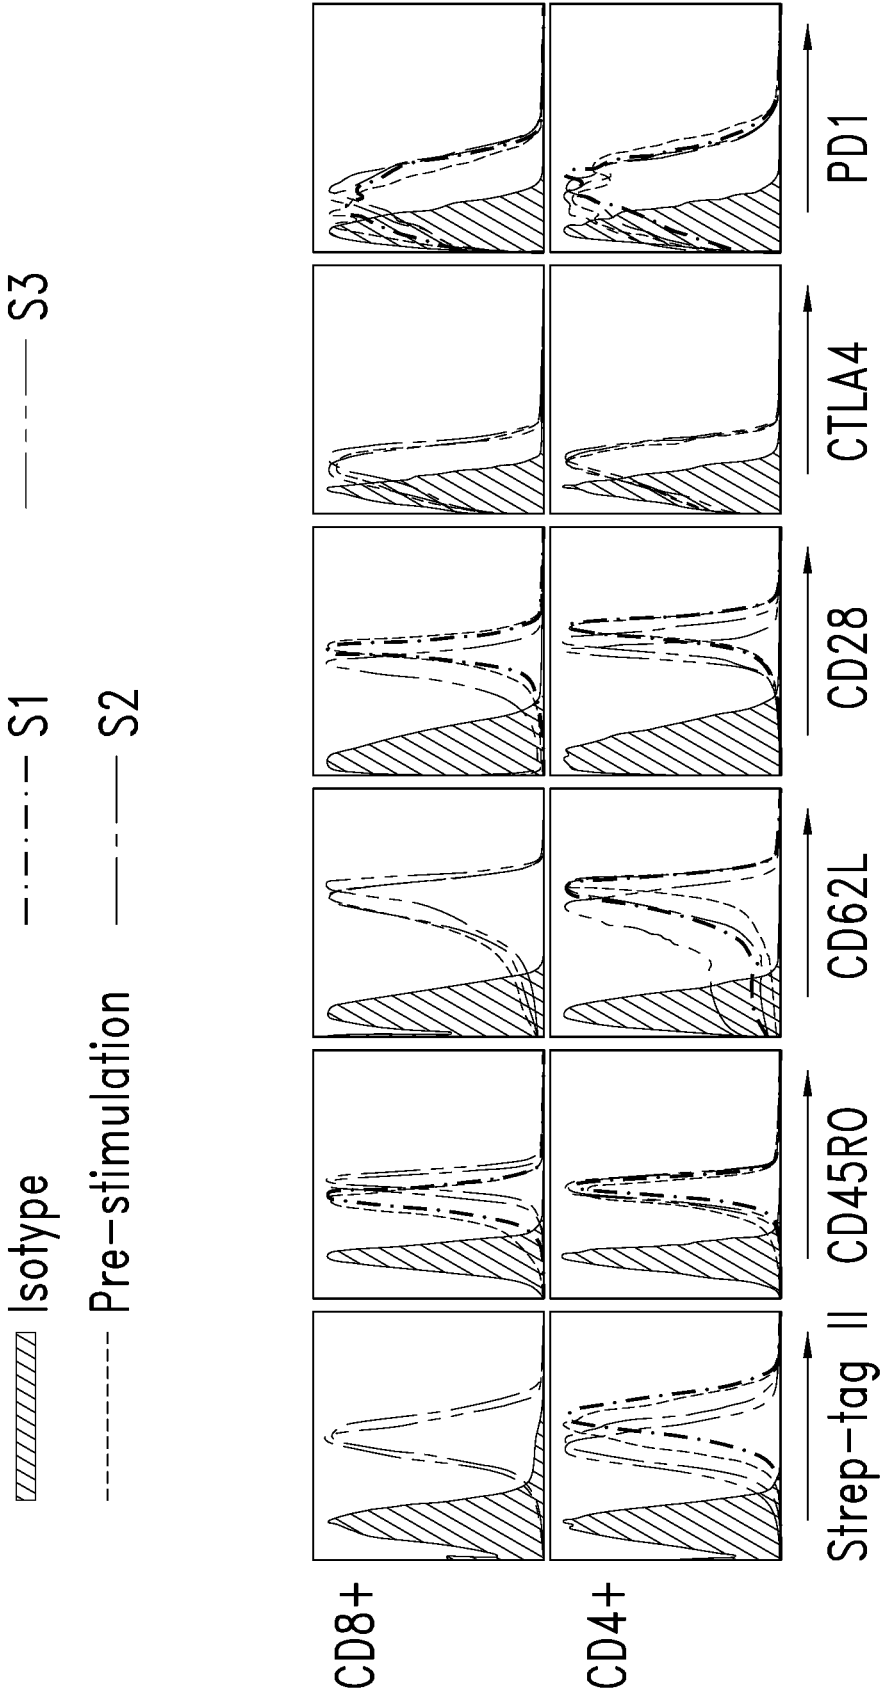 Isotype
S1
S3
Pre-stimulation
S2
CD8+
CD4+
Strep-tag II
CD45RO
CD62L
CD28
CTLA4
PD1